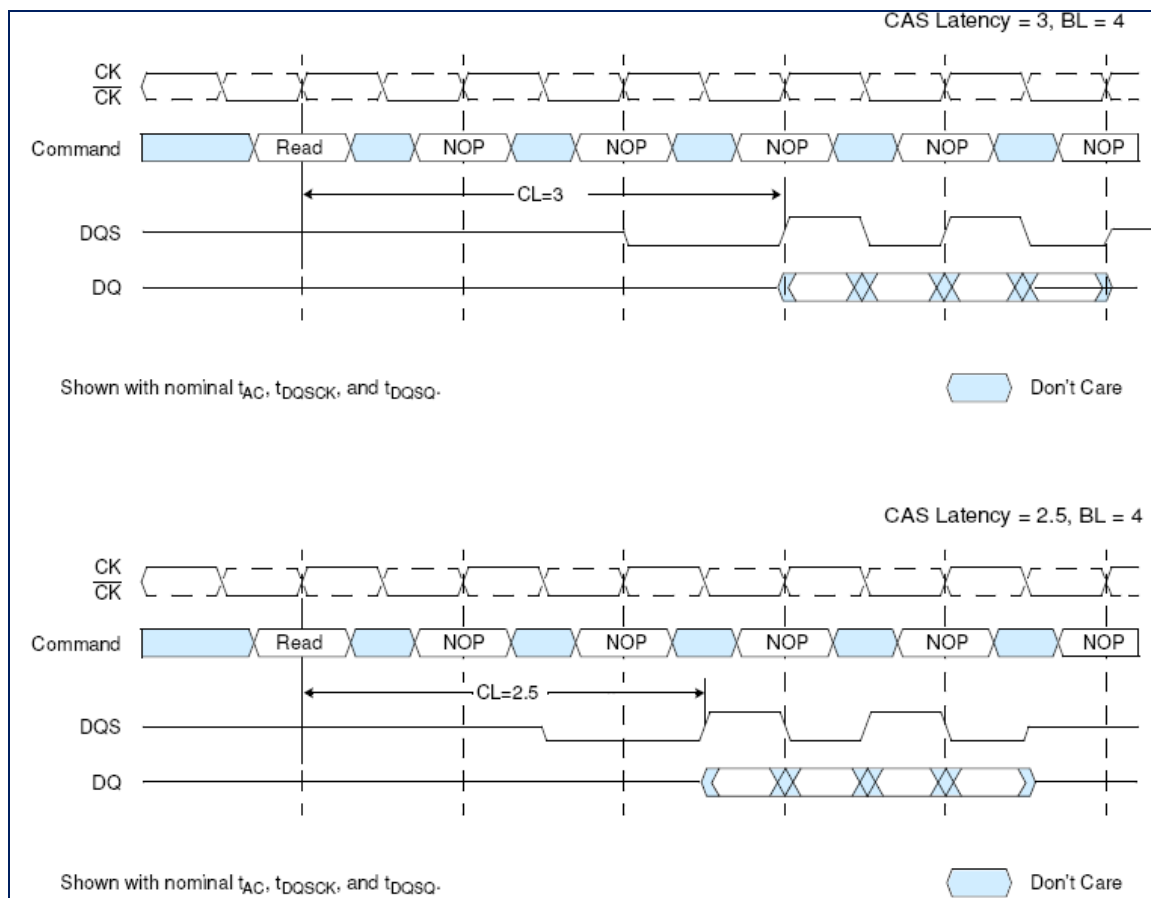 CAS Latency = 3, BL = 4
CK
CK
Command Read NOP NOP NOP NOP NOP
CL=3
DQS
DQ
Shown with nominal tAC, tDQSCK, and tDQSQ.
Don't Care
CAS Latency = 2.5, BL = 4
CK
CK
Command Read NOP NOP NOP NOP NOP
CL=2.5
DQS
DQ
Shown with nominal tAC, tDQSCK, and tDQSQ.
Don't Care